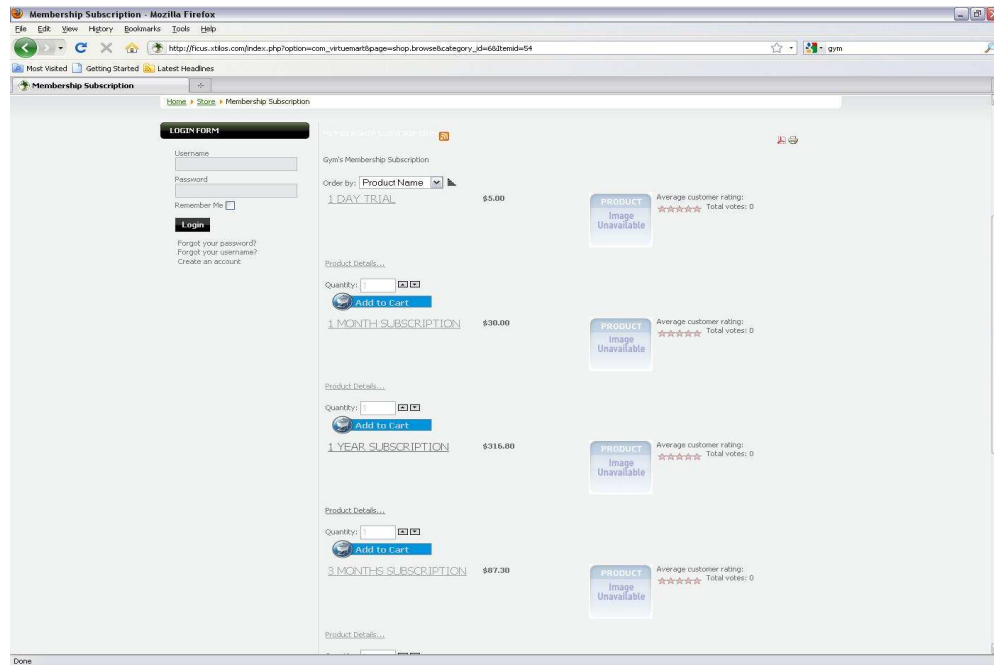 Membership Subscription - Mozilla Firefox
File Edit View History Bookmarks Tools Help
http://ficus.xtilos.com/index.php?option=com_virtuemart&page=shop.browse&category_id=6&Itemid=54
gym
Most Visited Getting Started Latest Headlines
Membership Subscription
Home Store Membership Subscription
LOGIN FORM
Username
Password
Remember Me
Login
Forgot your password?
Forgot your username?
Create an account
Gym's Membership Subscription
Order by: Product Name
1 DAY TRIAL $5.00
PRODUCT
Image
Unavailable
Average customer rating:
Total votes: 0
Product Details...
Quantity: 1
Add to Cart
1 MONTH SUBSCRIPTION $30.00
PRODUCT
Image
Unavailable
Average customer rating:
Total votes: 0
Product Details...
Quantity: 1
Add to Cart
1 YEAR SUBSCRIPTION $316.80
PRODUCT
Image
Unavailable
Average customer rating:
Total votes: 0
Product Details...
Quantity: 1
Add to Cart
3 MONTHS SUBSCRIPTION $87.30
PRODUCT
Image
Unavailable
Average customer rating:
Total votes: 0
Product Details...
Done